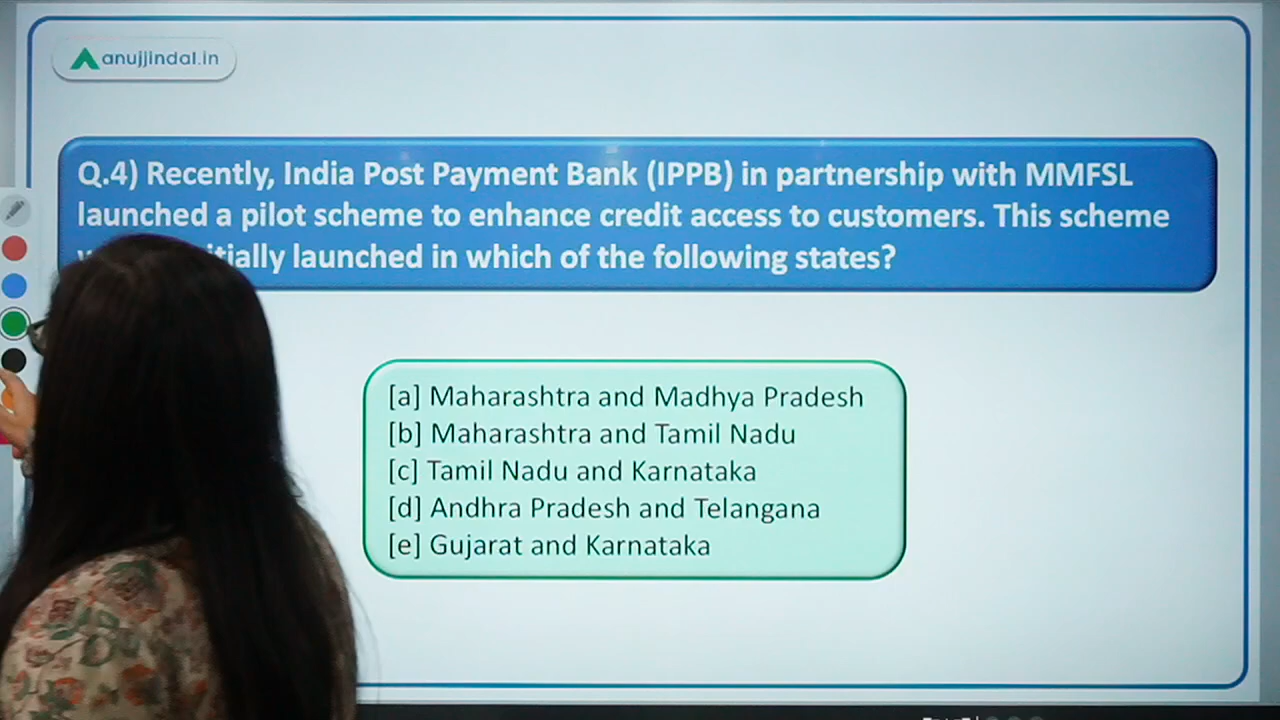 anujjindal.in
Q.4) Recently, India Post Payment Bank (IPPB) in partnership with MMFSL
launched a pilot scheme to enhance credit access to customers. This scheme
launched in which of the following states?
[a] Maharashtra and Madhya Pradesh
[b] Maharashtra and Tamil Nadu
[c] Tamil Nadu and Karnataka
[d] Andhra Pradesh and Telangana
[e] Gujarat and Karnataka